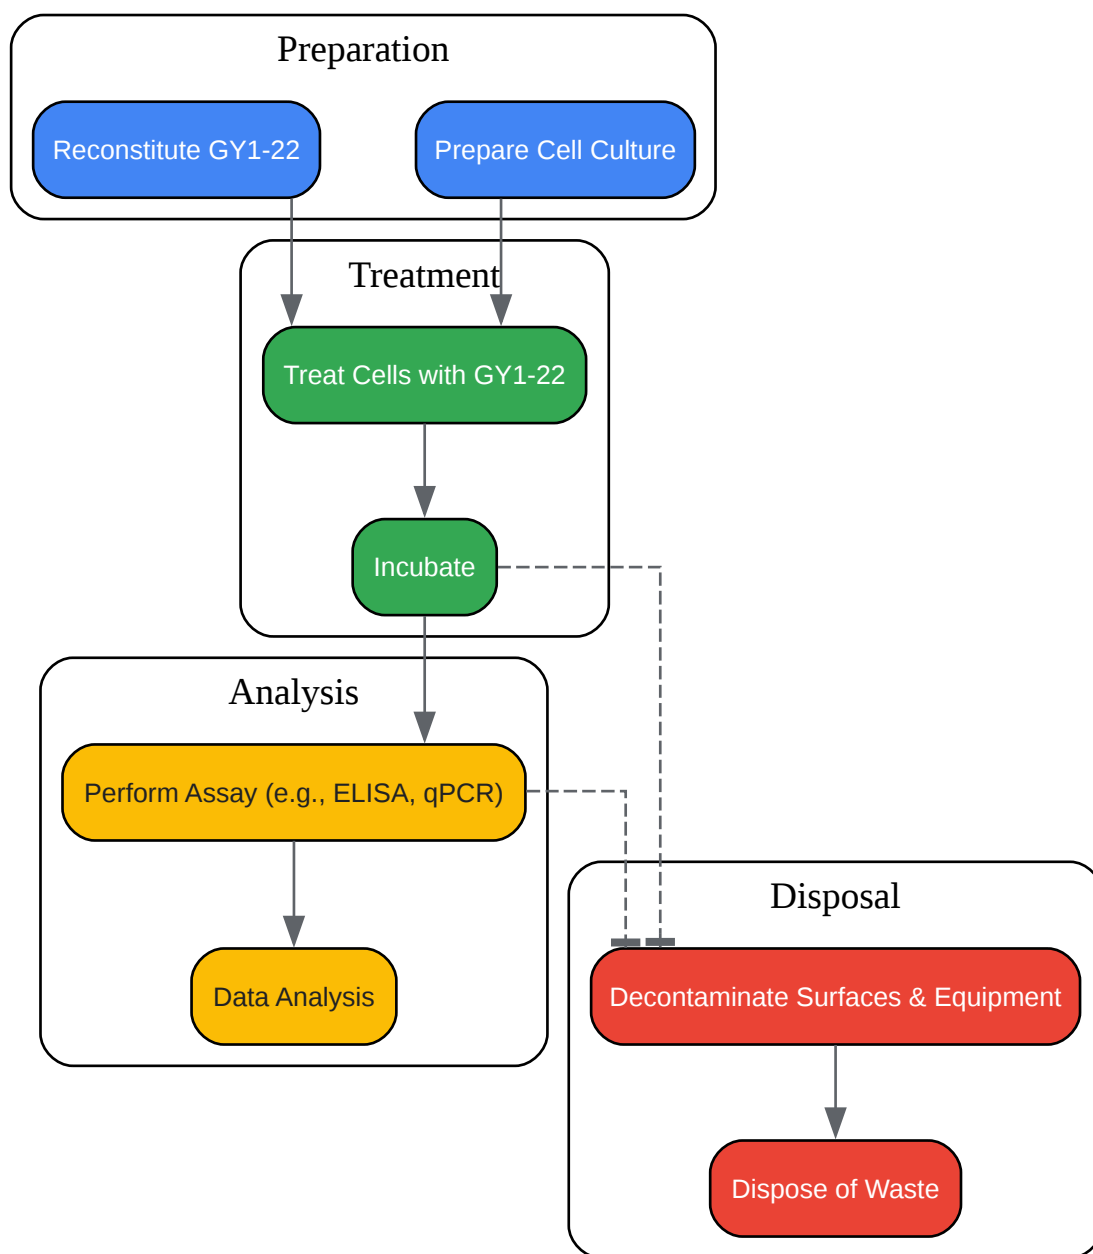 Preparation
Reconstitute GY1-22
Prepare Cell Culture
Treatment
Treat Cells with GY1-22
Incubate
Analysis
Perform Assay (e.g., ELISA, qPCR)
Data Analysis
Disposal
Decontaminate Surfaces & Equipment
Dispose of Waste